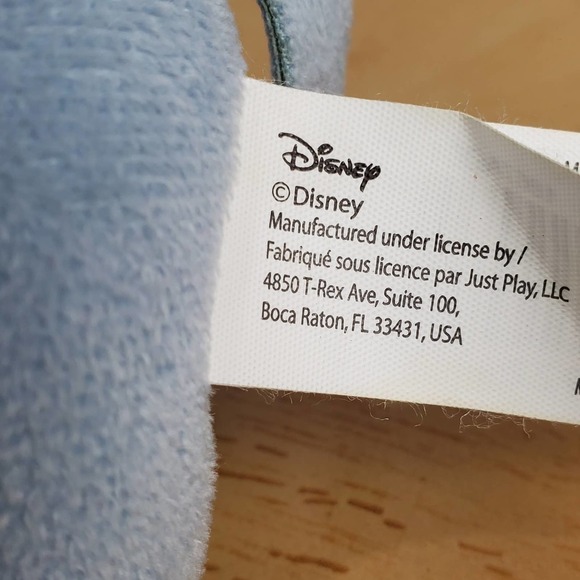 Disney
©Disney
Manufactured under license by /
Fabriqué sous licence par Just Play, LLC
4850 T-Rex Ave, Suite 100,
Boca Raton, FL 33431, USA